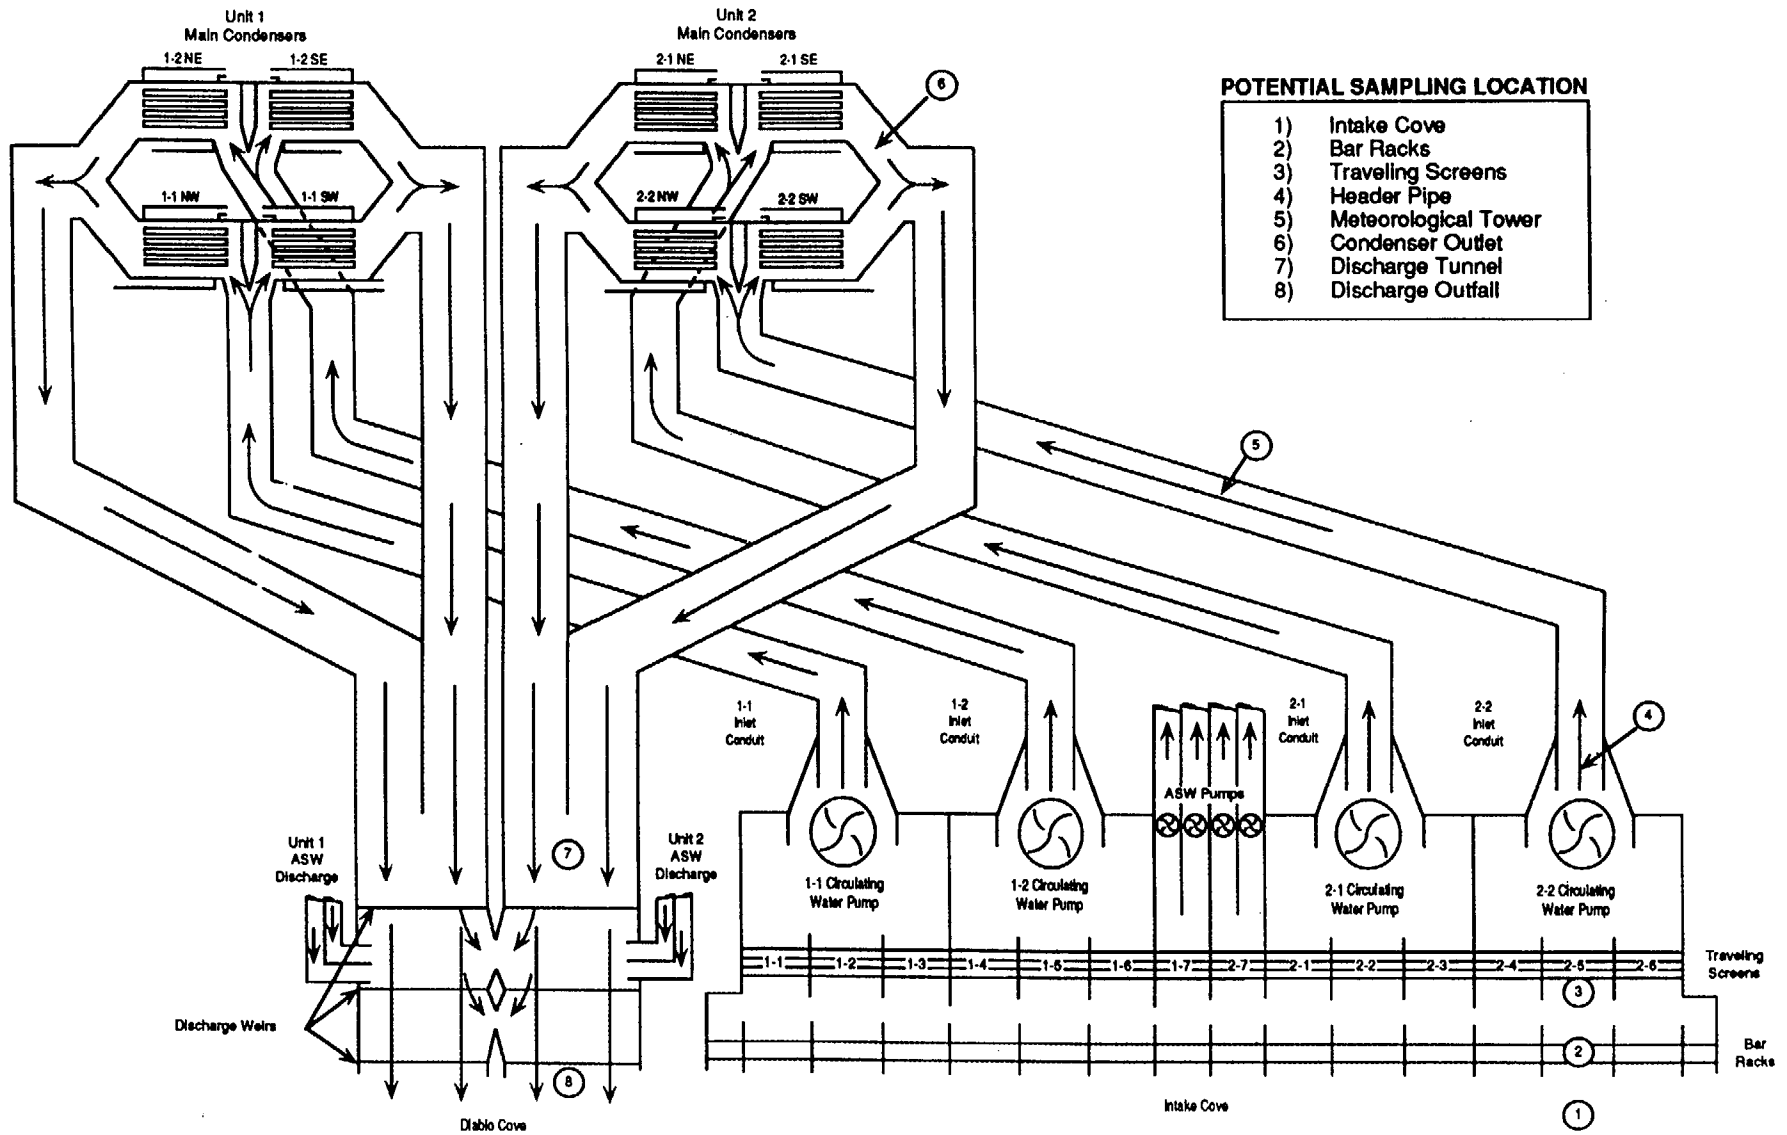 Unit 1
Main Condensers
1-2 NE
1-2 SE
Unit 2
Main Condensers
2-1 NE
2-1 SE
6
1-1 NW
1-1 SW
2-2 NW
2-2 SW
POTENTIAL SAMPLING LOCATION
1) Intake Cove
2) Bar Racks
3) Traveling Screens
4) Header Pipe
5) Meteorological Tower
6) Condenser Outlet
7) Discharge Tunnel
8) Discharge Outfall
5
1-1
Inlet
Conduit
1-2
Inlet
Conduit
2-1
Inlet
Conduit
2-2
Inlet
Conduit
4
ASW Pumps
Unit 1
ASW
Discharge
7
Unit 2
ASW
Discharge
1-1 Circulating
Water Pump
1-2 Circulating
Water Pump
2-1 Circulating
Water Pump
2-2 Circulating
Water Pump
1-1 1-2 1-3 1-4 1-5 1-6 1-7 2-7 2-1 2-2 2-3 2-4 2-5 2-6
Traveling
Screens
3
Discharge Weirs
2
Bar
Racks
8
Diablo Cove
Intake Cove
1